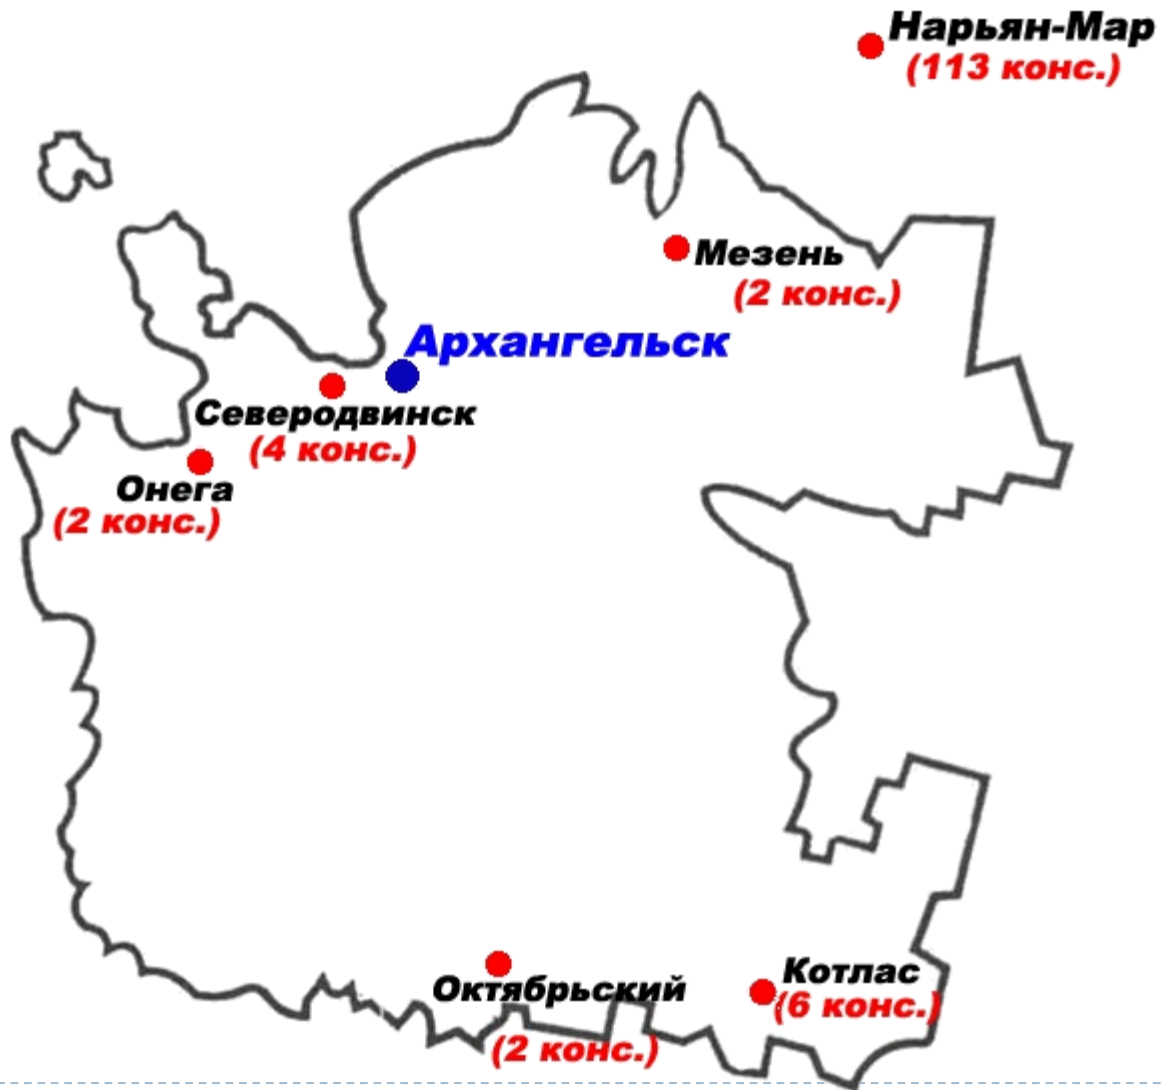 Нарьян-Мар
(113 конс.)
Мезень
(2 конс.)
Архангельск
Северодвинск
(4 конс.)
Онега
(2 конс.)
Октябрьский
(2 конс.)
Котлас
(6 конс.)